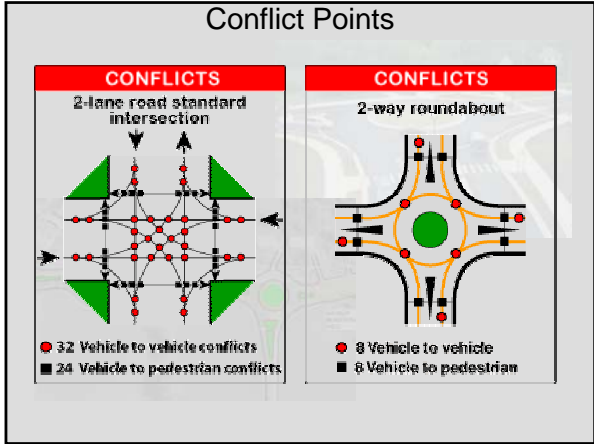 Conflict Points
CONFLICTS
2-lane road standard
intersection
32 Vehicle to vehicle conflicts
24 Vehicle to pedestrian conflicts
CONFLICTS
2-way roundabout
8 Vehicle to vehicle
8 Vehicle to pedestrian